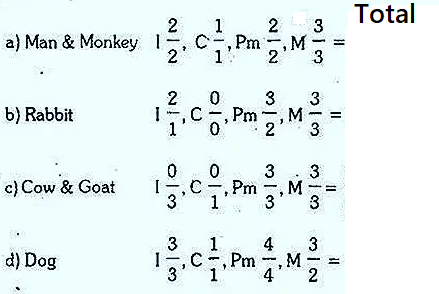 Total
a) Man & Monkey I 2/2, C 1/1, Pm 2/2, M 3/3 =
b) Rabbit I 2/1, C 0/0, Pm 3/2, M 3/3 =
c) Cow & Goat I 0/3, C 0/1, Pm 3/3, M 3/3 =
d) Dog I 3/3, C 1/1, Pm 4/4, M 3/2 =